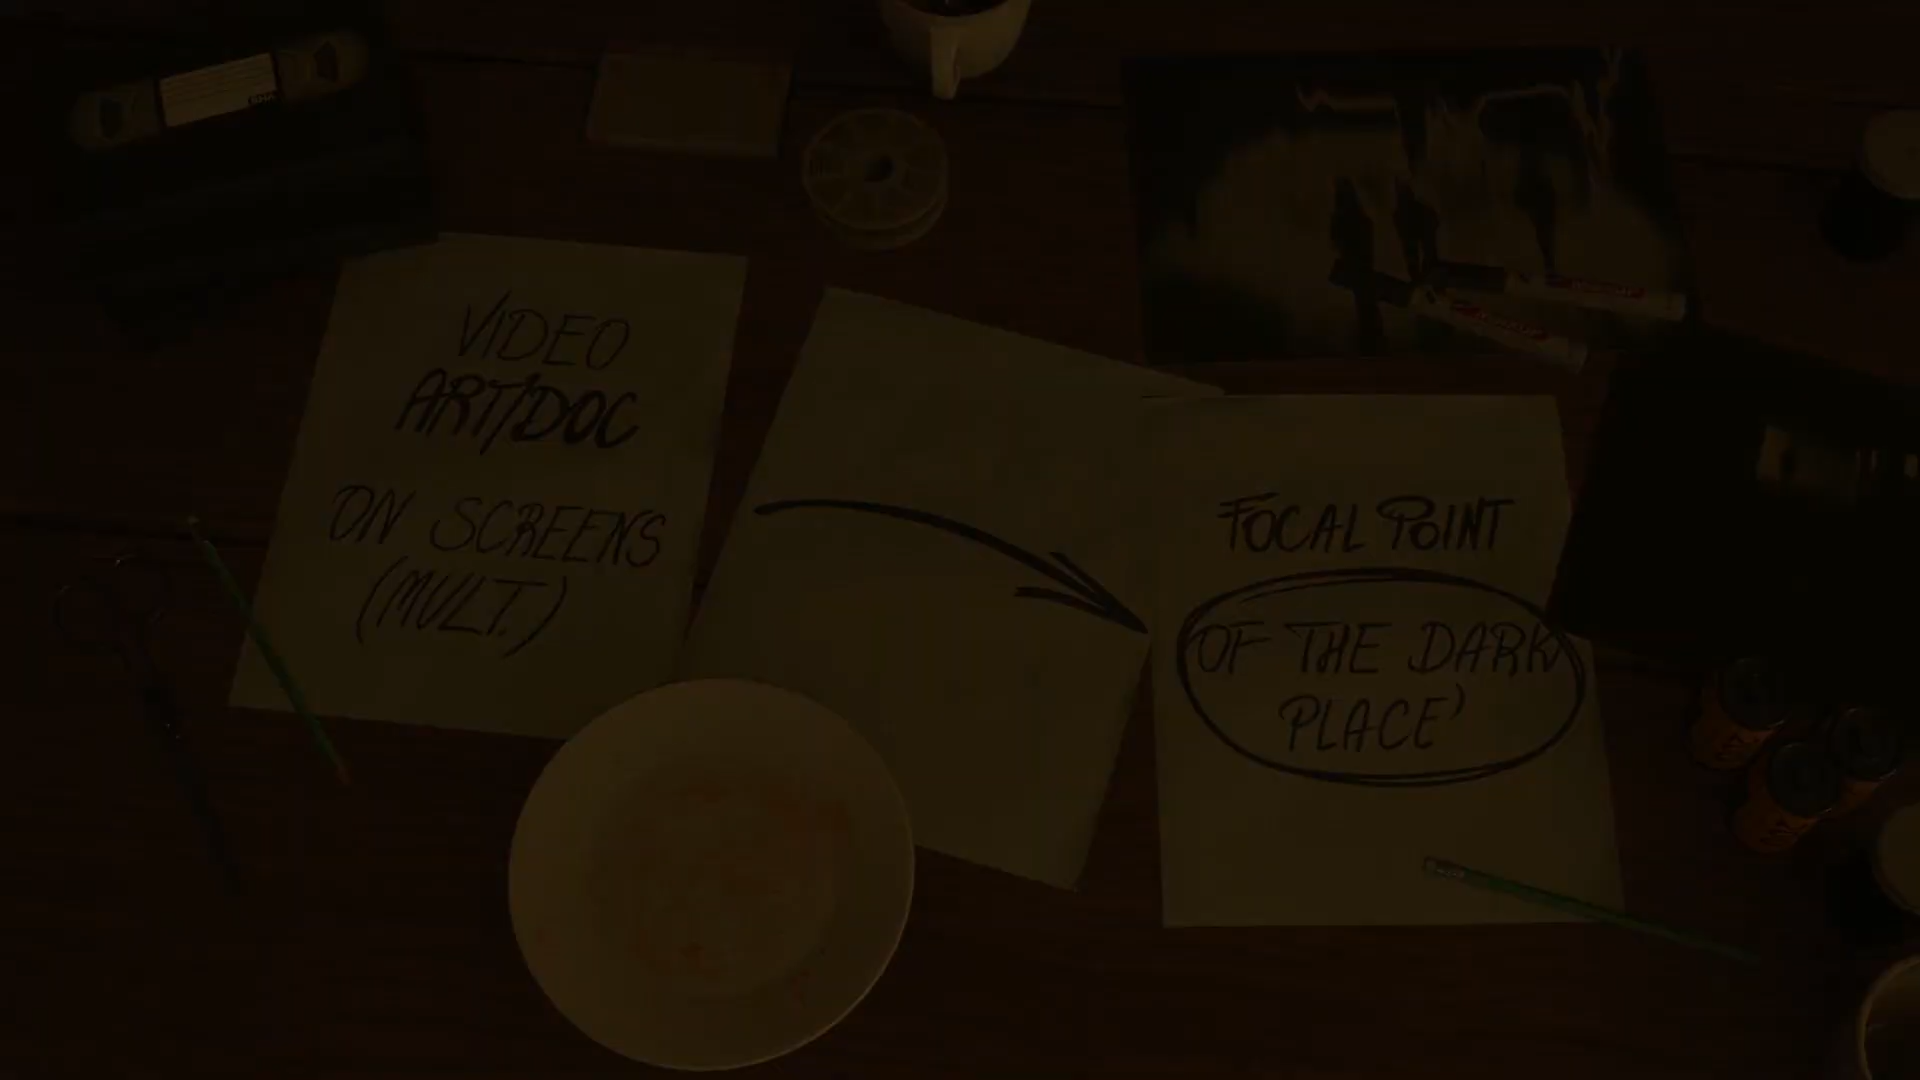 VIDEO
ART/DOC
ON SCREENS
(MULT.)
FOCAL POINT
OF THE DARK
PLACE'